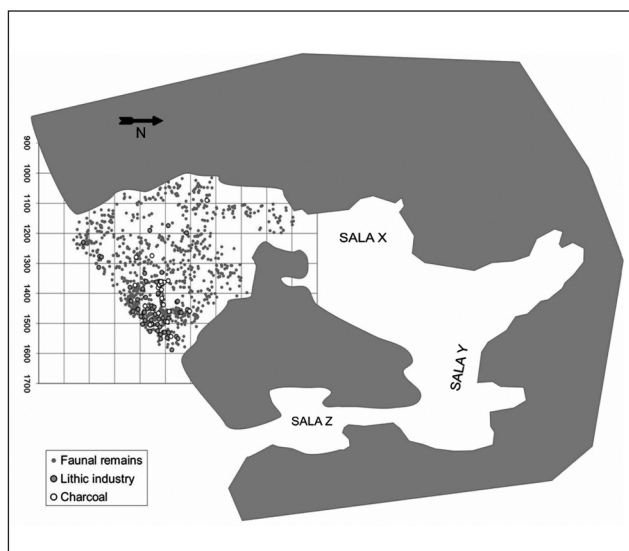 N
900
1000
1100
1200
1300
1400
1500
1600
1700
SALA X
SALA Y
SALA Z
Faunal remains
Lithic industry
Charcoal